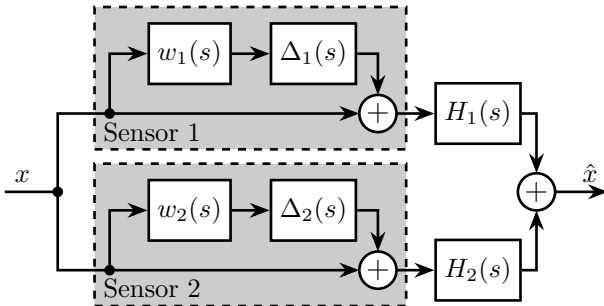 w₁(s) Δ₁(s)
H₁(s)
Sensor 1
x x̂
w₂(s) Δ₂(s)
H₂(s)
Sensor 2